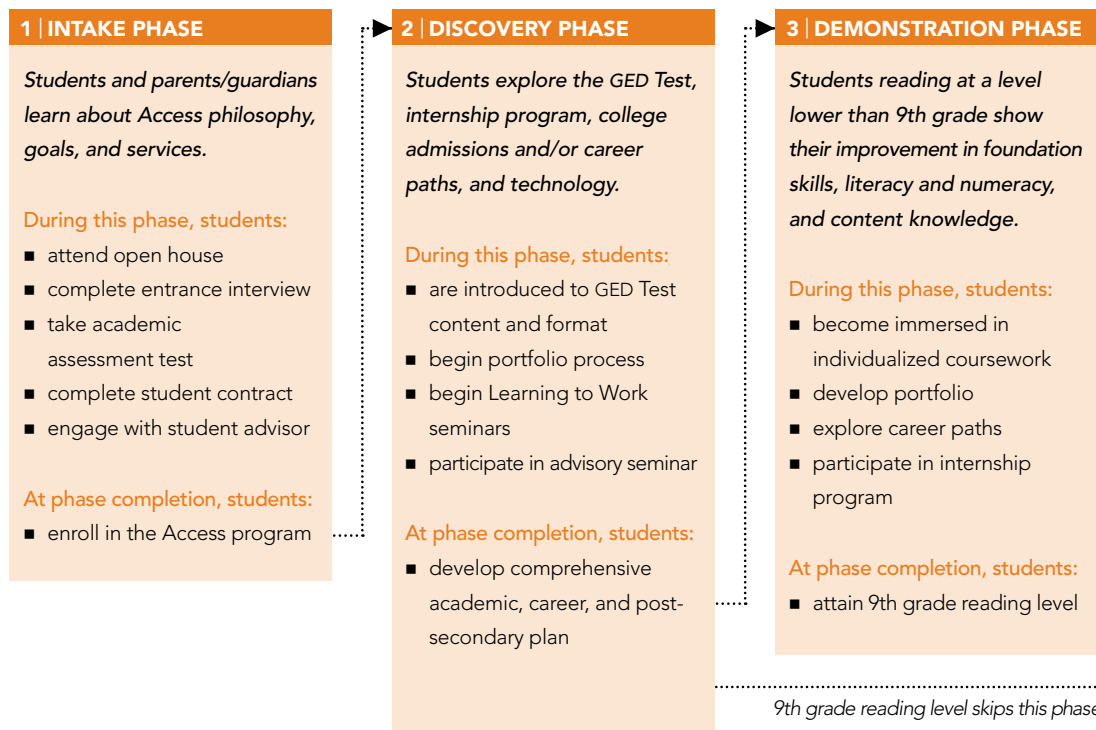 1 | INTAKE PHASE
Students and parents/guardians
learn about Access philosophy,
goals, and services.
During this phase, students:
■ attend open house
■ complete entrance interview
■ take academic
assessment test
■ complete student contract
■ engage with student advisor
At phase completion, students:
■ enroll in the Access program
2 | DISCOVERY PHASE
Students explore the GED Test,
internship program, college
admissions and/or career
paths, and technology.
During this phase, students:
■ are introduced to GED Test
content and format
■ begin portfolio process
■ begin Learning to Work
seminars
■ participate in advisory seminar
At phase completion, students:
■ develop comprehensive
academic, career, and post-
secondary plan
3 | DEMONSTRATION PHASE
Students reading at a level
lower than 9th grade show
their improvement in foundation
skills, literacy and numeracy,
and content knowledge.
During this phase, students:
■ become immersed in
individualized coursework
■ develop portfolio
■ explore career paths
■ participate in internship
program
At phase completion, students:
■ attain 9th grade reading level
9th grade reading level skips this phase